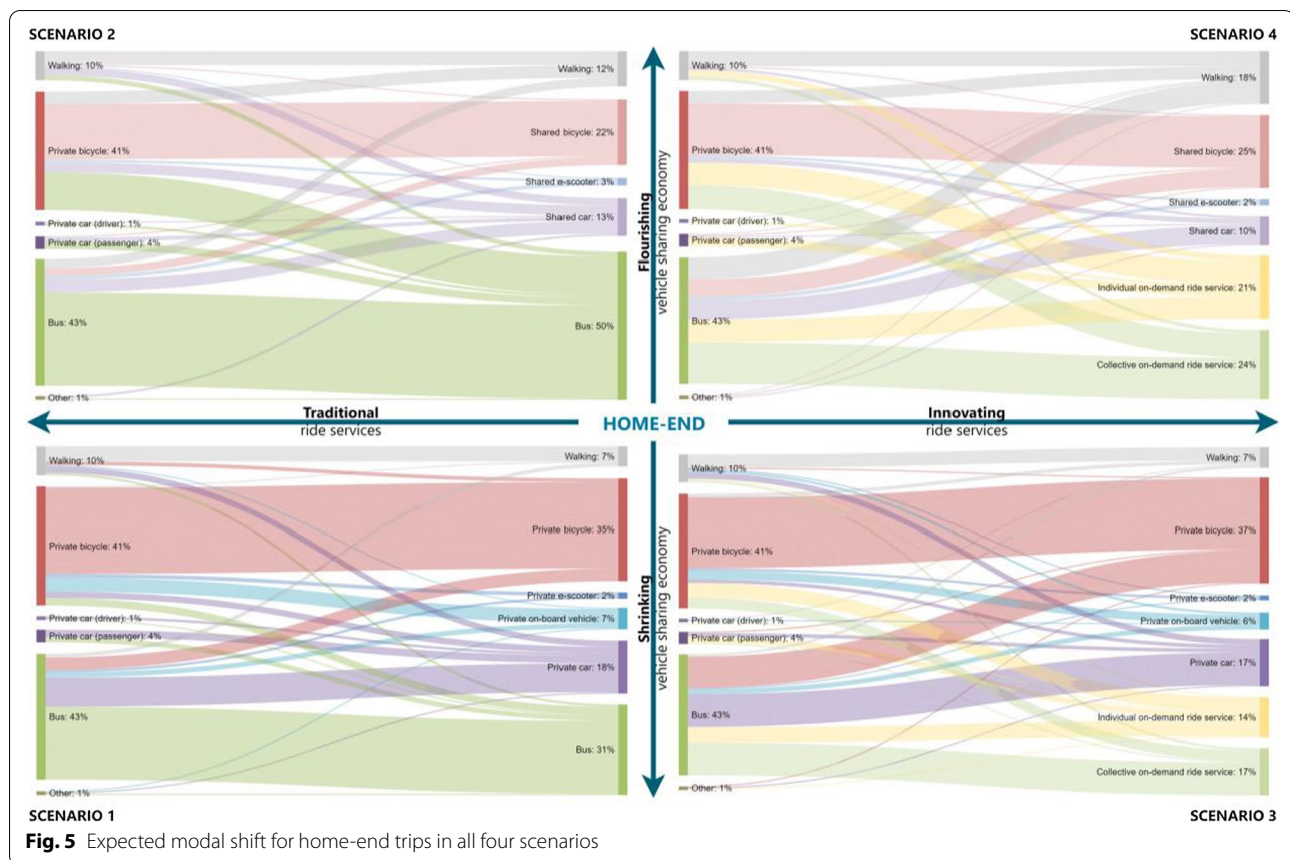 SCENARIO 2
Walking: 10%
Private bicycle: 41%
Private car (driver): 1%
Private car (passenger): 4%
Bus: 43%
Other: 1%
Walking: 12%
Shared bicycle: 22%
Shared e-scooter: 3%
Shared car: 13%
Bus: 50%
Flourishing
vehicle sharing economy
SCENARIO 4
Walking: 10%
Private bicycle: 41%
Private car (driver): 1%
Private car (passenger): 4%
Bus: 43%
Other: 1%
Walking: 18%
Shared bicycle: 25%
Shared e-scooter: 2%
Shared car: 10%
Individual on-demand ride service: 21%
Collective on-demand ride service: 24%
Traditional
ride services
HOME-END
Innovating
ride services
Walking: 10%
Private bicycle: 41%
Private car (driver): 1%
Private car (passenger): 4%
Bus: 43%
Other: 1%
Walking: 7%
Private bicycle: 35%
Private e-scooter: 2%
Private on-board vehicle: 7%
Private car: 18%
Bus: 31%
SCENARIO 1
Shrinking
vehicle sharing economy
Walking: 10%
Private bicycle: 41%
Private car (driver): 1%
Private car (passenger): 4%
Bus: 43%
Other: 1%
Walking: 7%
Private bicycle: 37%
Private e-scooter: 2%
Private on-board vehicle: 6%
Private car: 17%
Individual on-demand ride service: 14%
Collective on-demand ride service: 17%
SCENARIO 3
Fig. 5 Expected modal shift for home-end trips in all four scenarios